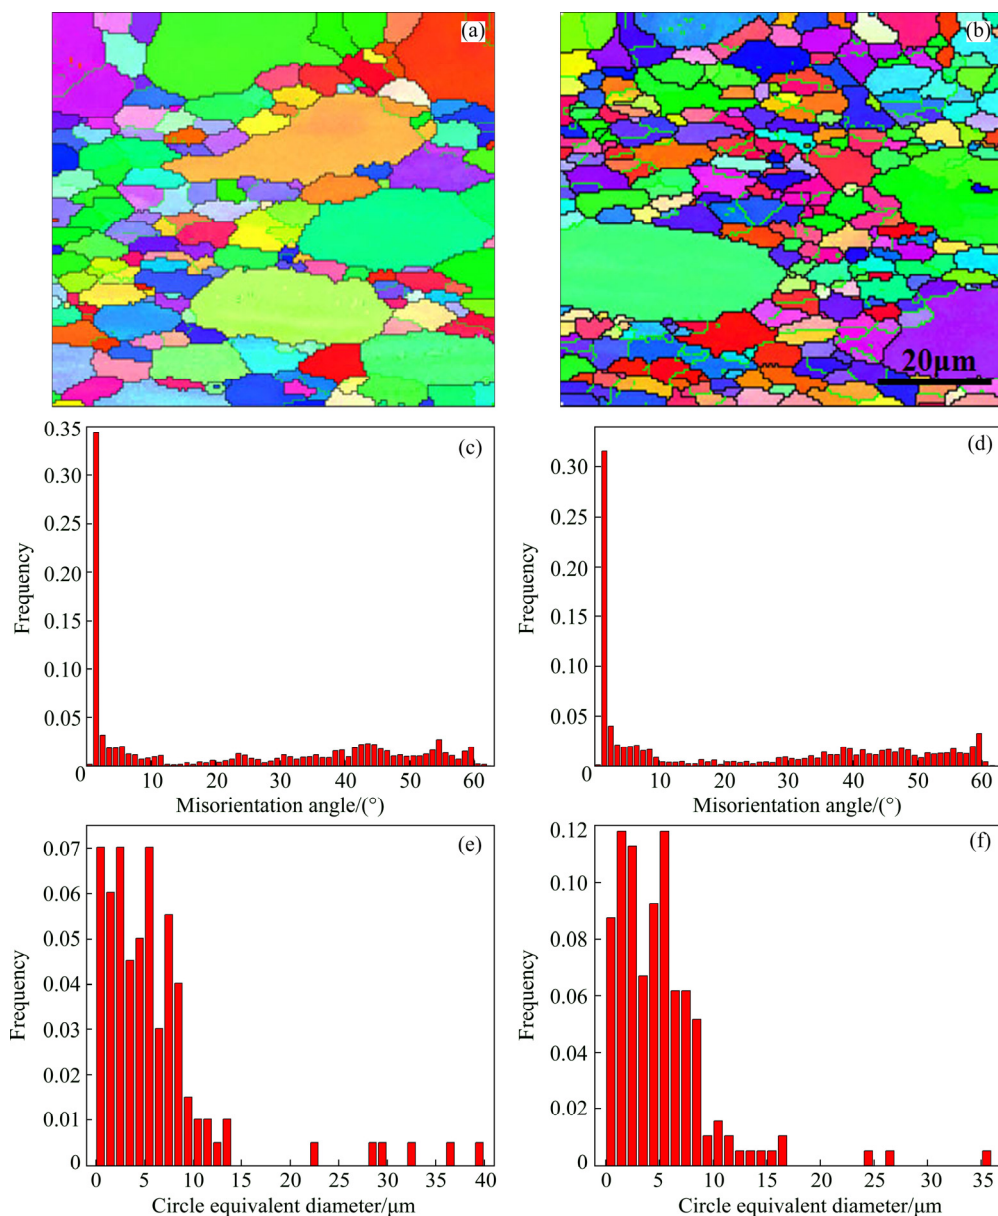 (a)
(b)
20μm
(c)
0.35
0.30
0.25
0.20
0.15
0.10
0.05
0
Frequency
10 20 30 40 50 60
Misorientation angle/(°)
(d)
0.30
0.25
0.20
0.15
0.10
0.05
0
Frequency
10 20 30 40 50 60
Misorientation angle/(°)
(e)
0.07
0.06
0.05
0.04
0.03
0.02
0.01
0
Frequency
0 5 10 15 20 25 30 35 40
Circle equivalent diameter/μm
(f)
0.12
0.10
0.08
0.06
0.04
0.02
0
Frequency
0 5 10 15 20 25 30 35
Circle equivalent diameter/μm